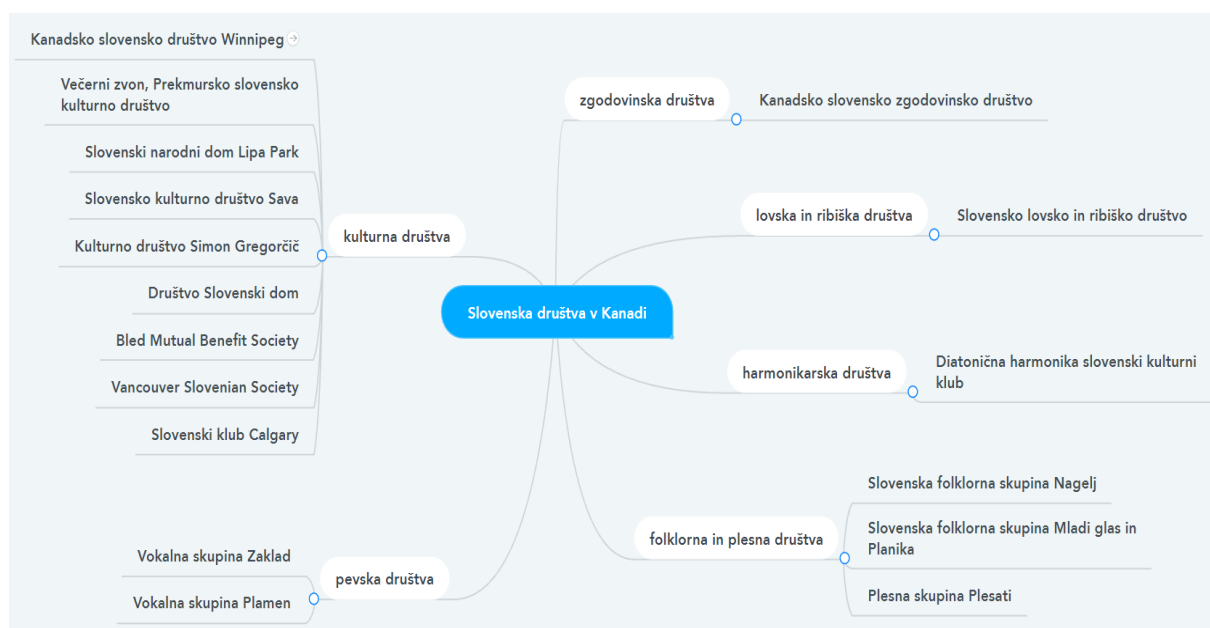 Kanadsko slovensko društvo Winnipeg
Večerni zvon, Prekmursko slovensko
kulturno društvo
Slovenski narodni dom Lipa Park
Slovensko kulturno društvo Sava
Kulturno društvo Simon Gregorčič
Društvo Slovenski dom
Bled Mutual Benefit Society
Vancouver Slovenian Society
Slovenski klub Calgary
kulturna društva
Vokalna skupina Zaklad
Vokalna skupina Plamen
pevska društva
Slovenska društva v Kanadi
zgodovinska društva
Kanadsko slovensko zgodovinsko društvo
lovska in ribiška društva
Slovensko lovsko in ribiško društvo
harmonikarska društva
Diatonična harmonika slovenski kulturni
klub
folklorna in plesna društva
Slovenska folklorna skupina Nagelj
Slovenska folklorna skupina Mladi glas in
Planika
Plesna skupina Plesati